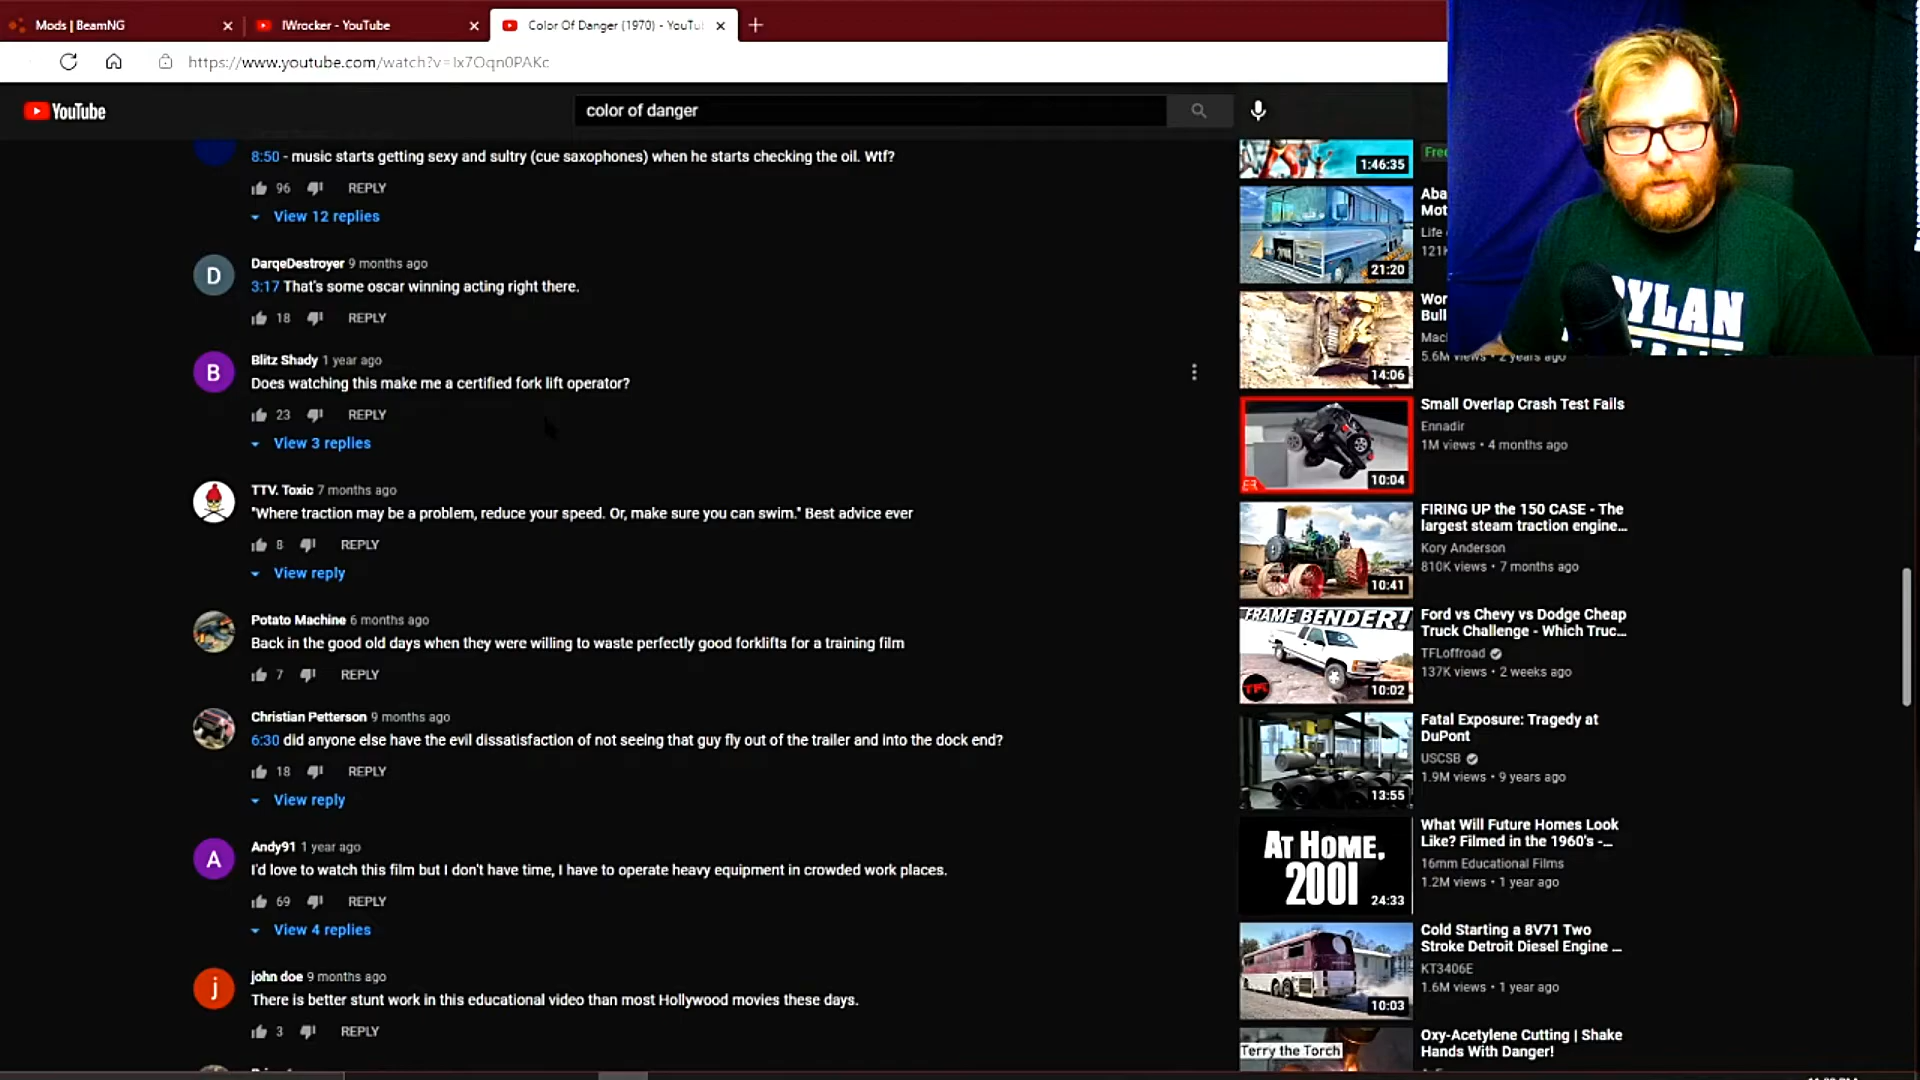 Mods | BeamNG
IWrocker - YouTube
Color Of Danger (1970) - YouTu
https://www.youtube.com/watch?v=Ix7Oqn0PAKc
YouTube
color of danger
8:50 - music starts getting sexy and sultry (cue saxophones) when he starts checking the oil. Wtf?
96 REPLY
View 12 replies
D
DarqeDestroyer 9 months ago
3:17 That's some oscar winning acting right there.
18 REPLY
B
Blitz Shady 1 year ago
Does watching this make me a certified fork lift operator?
23 REPLY
View 3 replies
TTV. Toxic 7 months ago
"Where traction may be a problem, reduce your speed. Or, make sure you can swim." Best advice ever
8 REPLY
View reply
Potato Machine 6 months ago
Back in the good old days when they were willing to waste perfectly good forklifts for a training film
7 REPLY
Christian Petterson 9 months ago
6:30 did anyone else have the evil dissatisfaction of not seeing that guy fly out of the trailer and into the dock end?
18 REPLY
View reply
A
Andy91 1 year ago
I'd love to watch this film but I don't have time, I have to operate heavy equipment in crowded work places.
69 REPLY
View 4 replies
j
john doe 9 months ago
There is better stunt work in this educational video than most Hollywood movies these days.
3 REPLY
1:46:35
Free
Aba
Mot
Life
121K
21:20
Wor
Bull
Mac
5.6M views • 2 years ago
14:06
Small Overlap Crash Test Fails
Ennadir
1M views • 4 months ago
10:04
FIRING UP the 150 CASE - The
largest steam traction engine...
Kory Anderson
810K views • 7 months ago
10:41
FRAME BENDER!
Ford vs Chevy vs Dodge Cheap
Truck Challenge - Which Truc...
TFLoffroad
137K views • 2 weeks ago
10:02
Fatal Exposure: Tragedy at
DuPont
USCSB
1.9M views • 9 years ago
13:55
AT HOME,
2001
24:33
What Will Future Homes Look
Like? Filmed in the 1960's -...
16mm Educational Films
1.2M views • 1 year ago
Cold Starting a 8V71 Two
Stroke Detroit Diesel Engine ...
KT3406E
1.6M views • 1 year ago
10:03
Oxy-Acetylene Cutting | Shake
Hands With Danger!
Terry the Torch
DYLAN